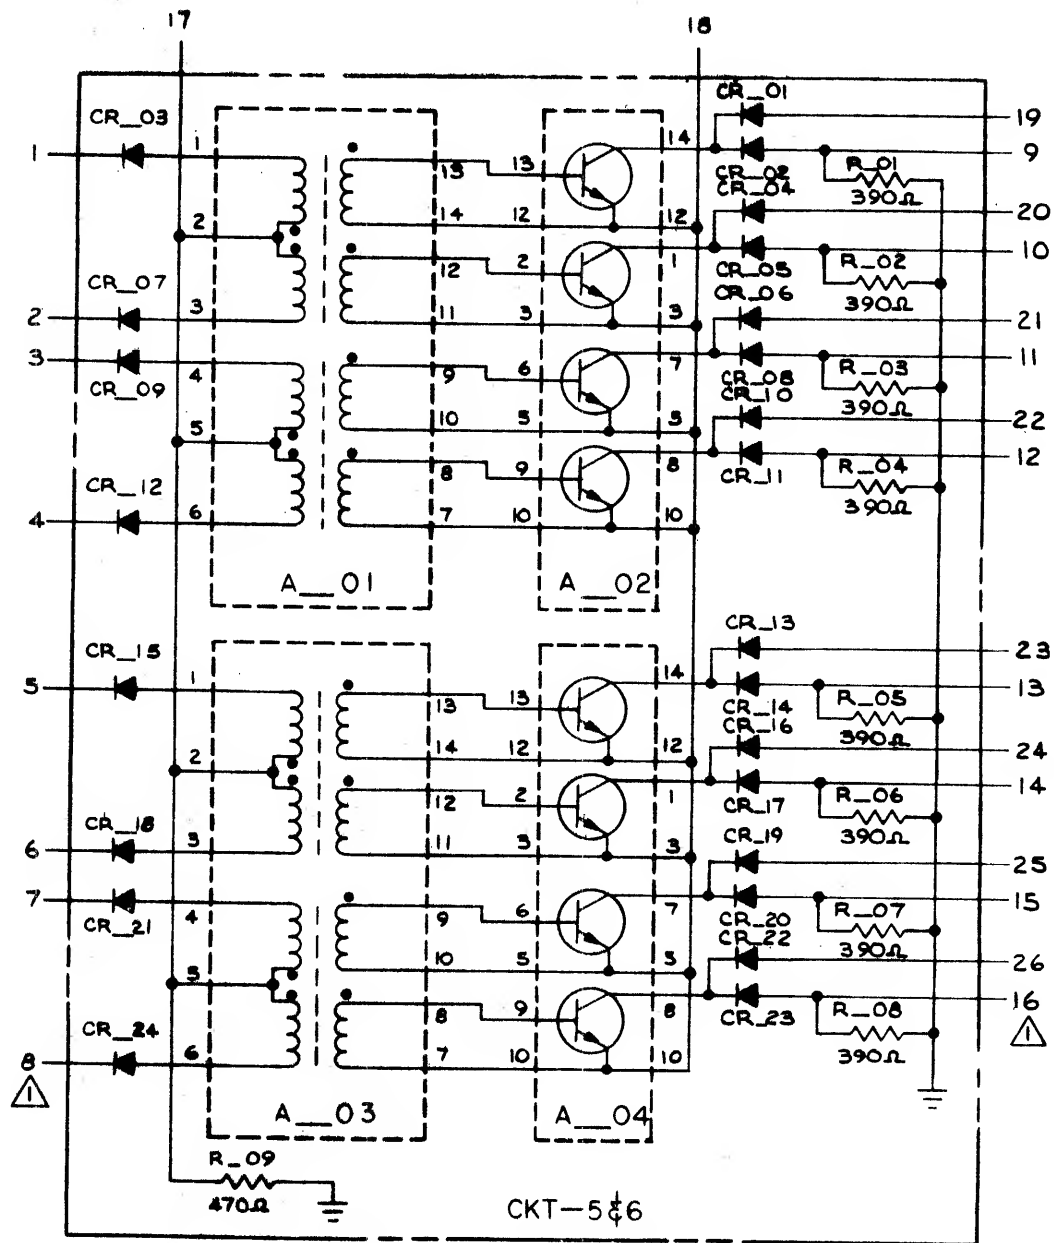 17 18
CR_01
CR_03 19
1 1 13 14 9
13 CR_02 R_01
CR_04 390Ω
2 14 12 12 20
12 2 1 10
CR_07 CR_05 R_02
CR_06 390Ω
2 3 11 3 3 21
3 4 9 6 7 11
CR_09 CR_08 R_03
CR_10 390Ω
5 10 5 5 22
8 9 8 12
CR_12 CR_11 R_04
4 6 7 10 10 390Ω
A__01 A__02
CR_13
CR_15 23
5 1 13 13 14 13
CR_14 R_05
CR_16 390Ω
2 14 12 12 24
12 2 1 14
CR_18 CR_17 R_06
CR_19 390Ω
6 3 11 3 3 25
7 4 9 6 7 15
CR_21 CR_20 R_07
CR_22 390Ω
5 10 5 5 26
8 9 8 16
CR_24 CR_23 R_08
8 6 7 10 10 390Ω
1 1
A__03 A__04
R_09
470Ω
CKT-5&6